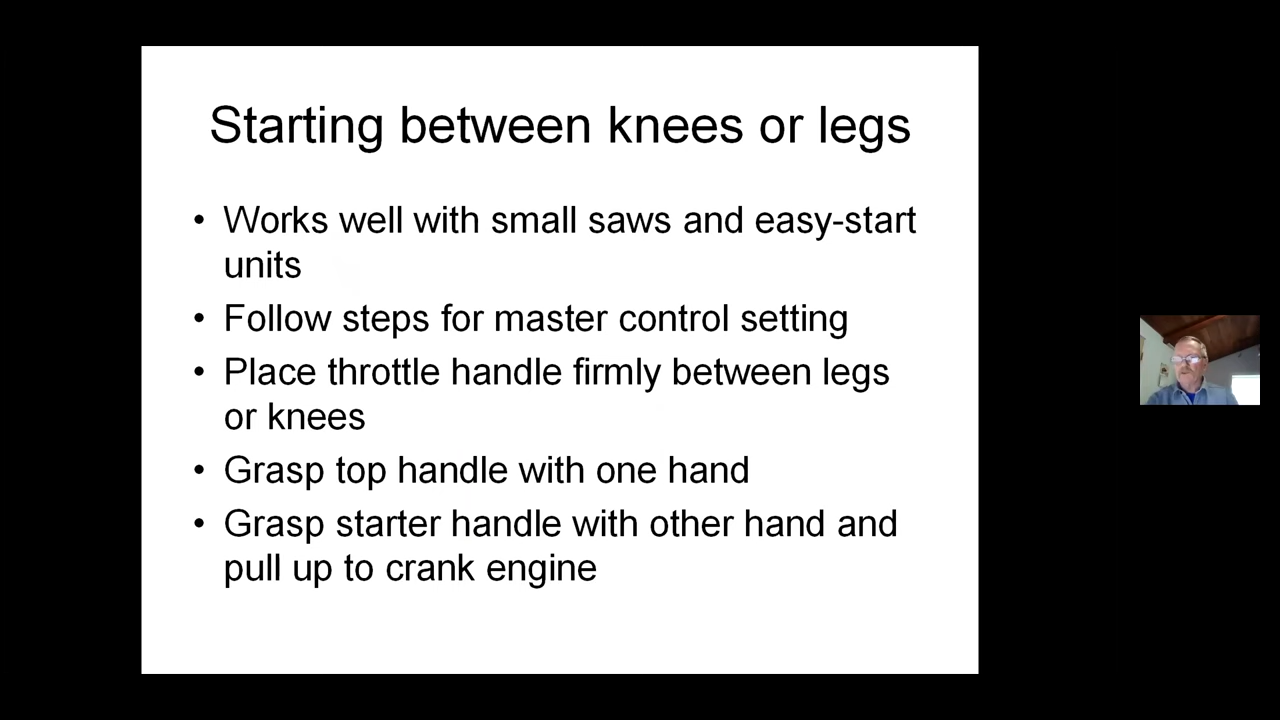 Starting between knees or legs
• Works well with small saws and easy-start
units
• Follow steps for master control setting
• Place throttle handle firmly between legs
or knees
• Grasp top handle with one hand
• Grasp starter handle with other hand and
pull up to crank engine